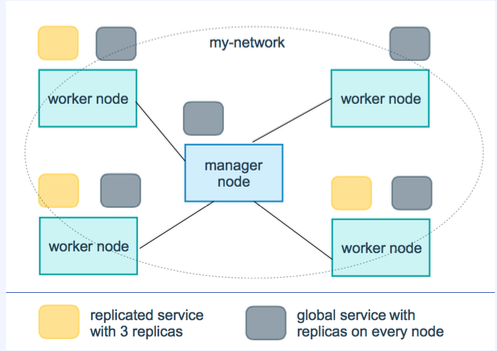 my-network
worker node
worker node
manager
node
worker node
worker node
replicated service
with 3 replicas
global service with
replicas on every node